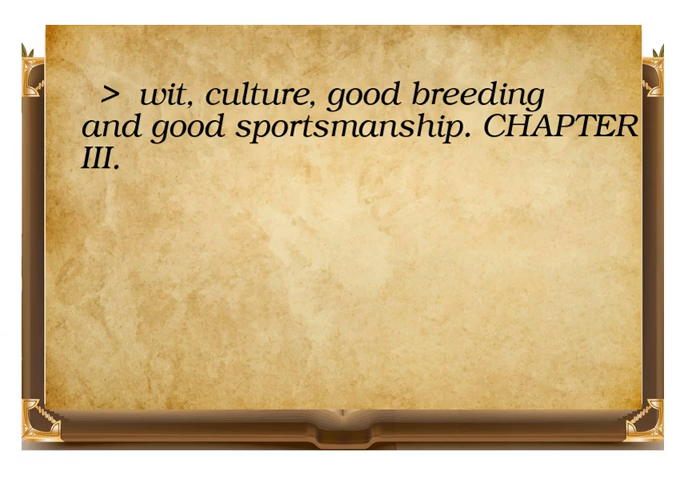 > wit, culture, good breeding
and good sportsmanship. CHAPTER
III.